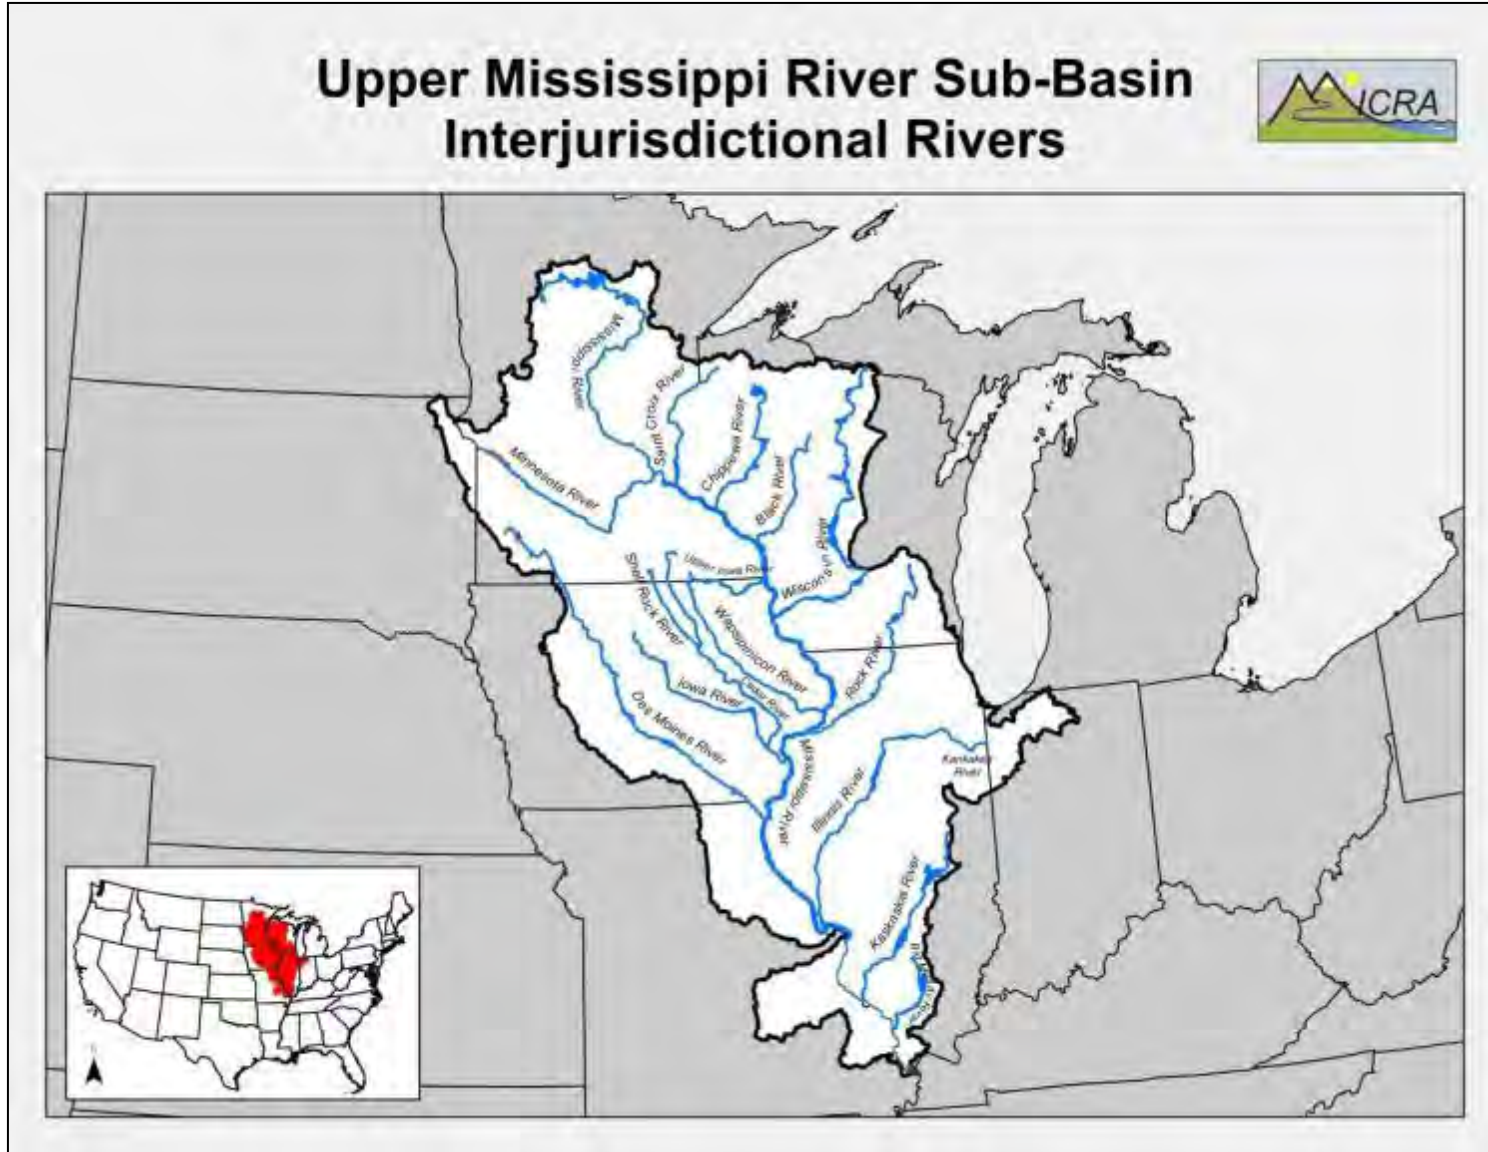 Upper Mississippi River Sub-Basin
Interjurisdictional Rivers
MICRA
Mississippi River
Saint Croix River
Chippewa River
Black River
Minnesota River
Wisconsin River
Upper Iowa River
Shell Rock River
Wapsipinicon River
Cedar River
Iowa River
Rock River
Des Moines River
Mississippi River
Kankakee
River
Illinois River
Kaskaskia River